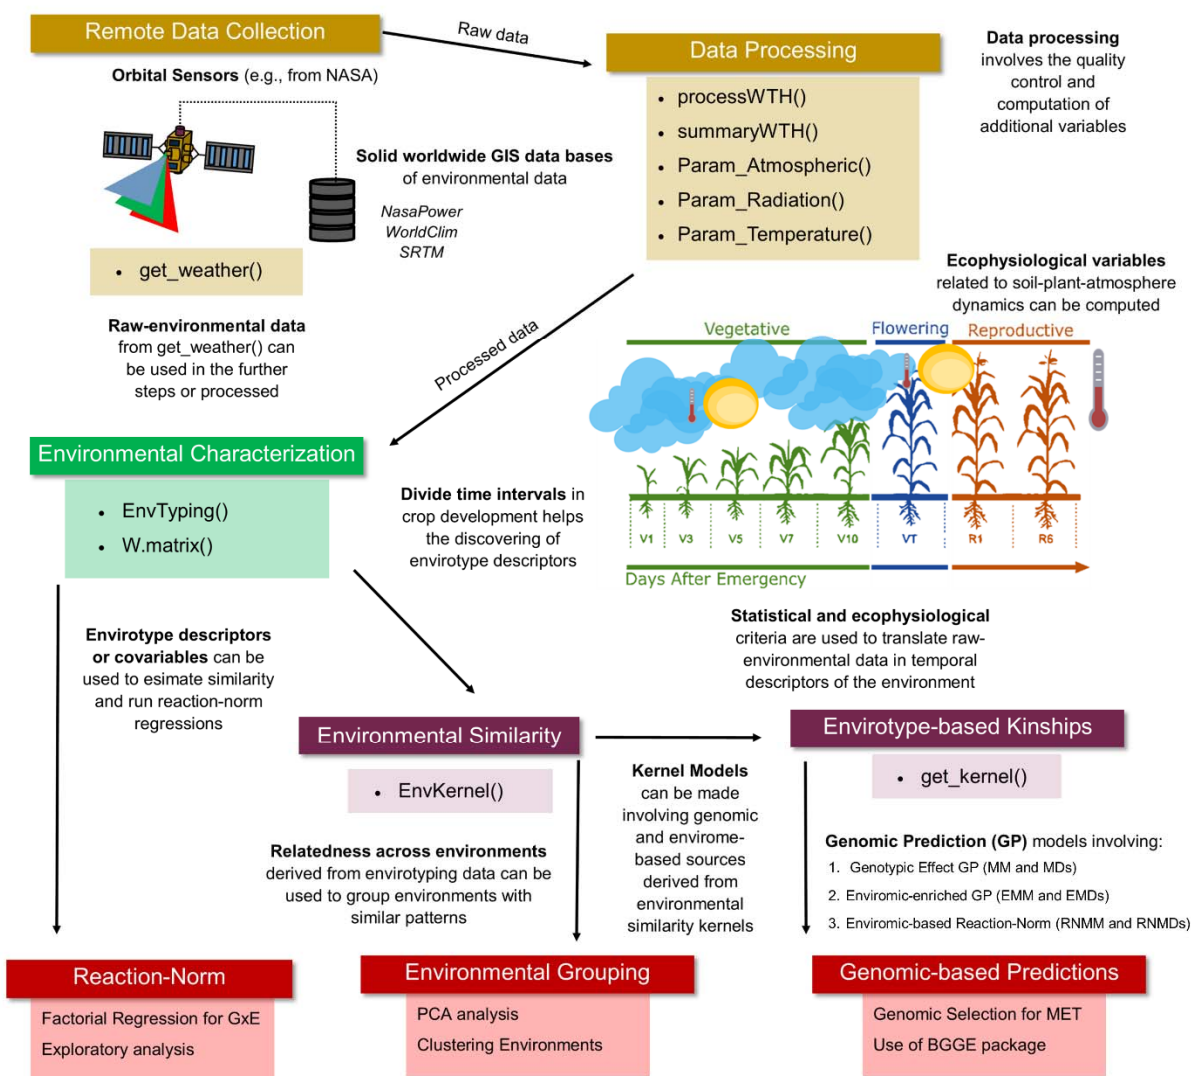 Remote Data Collection
Raw data
Data Processing
Orbital Sensors (e.g., from NASA)
Solid worldwide GIS data bases
of environmental data
NasaPower
WorldClim
SRTM
• get_weather()
Raw-environmental data
from get_weather() can
be used in the further
steps or processed
• processWTH()
• summaryWTH()
• Param_Atmospheric()
• Param_Radiation()
• Param_Temperature()
Data processing
involves the quality
control and
computation of
additional variables
Ecophysiological variables
related to soil-plant-atmosphere
dynamics can be computed
Processed data
Vegetative
Flowering
Reproductive
V1
V3
V5
V7
V10
VT
R1
R6
Days After Emergency
Environmental Characterization
• EnvTyping()
• W.matrix()
Divide time intervals in
crop development helps
the discovering of
envirotype descriptors
Statistical and ecophysiological
criteria are used to translate raw-
environmental data in temporal
descriptors of the environment
Envirotype descriptors
or covariables can be
used to esimate similarity
and run reaction-norm
regressions
Environmental Similarity
• EnvKernel()
Envirotype-based Kinships
• get_kernel()
Kernel Models
can be made
involving genomic
and envirome-
based sources
derived from
environmental
similarity kernels
Relatedness across environments
derived from envirotyping data can be
used to group environments with
similar patterns
Genomic Prediction (GP) models involving:
1. Genotypic Effect GP (MM and MDs)
2. Enviromic-enriched GP (EMM and EMDs)
3. Enviromic-based Reaction-Norm (RNMM and RNMDs)
Reaction-Norm
Factorial Regression for GxE
Exploratory analysis
Environmental Grouping
PCA analysis
Clustering Environments
Genomic-based Predictions
Genomic Selection for MET
Use of BGGE package